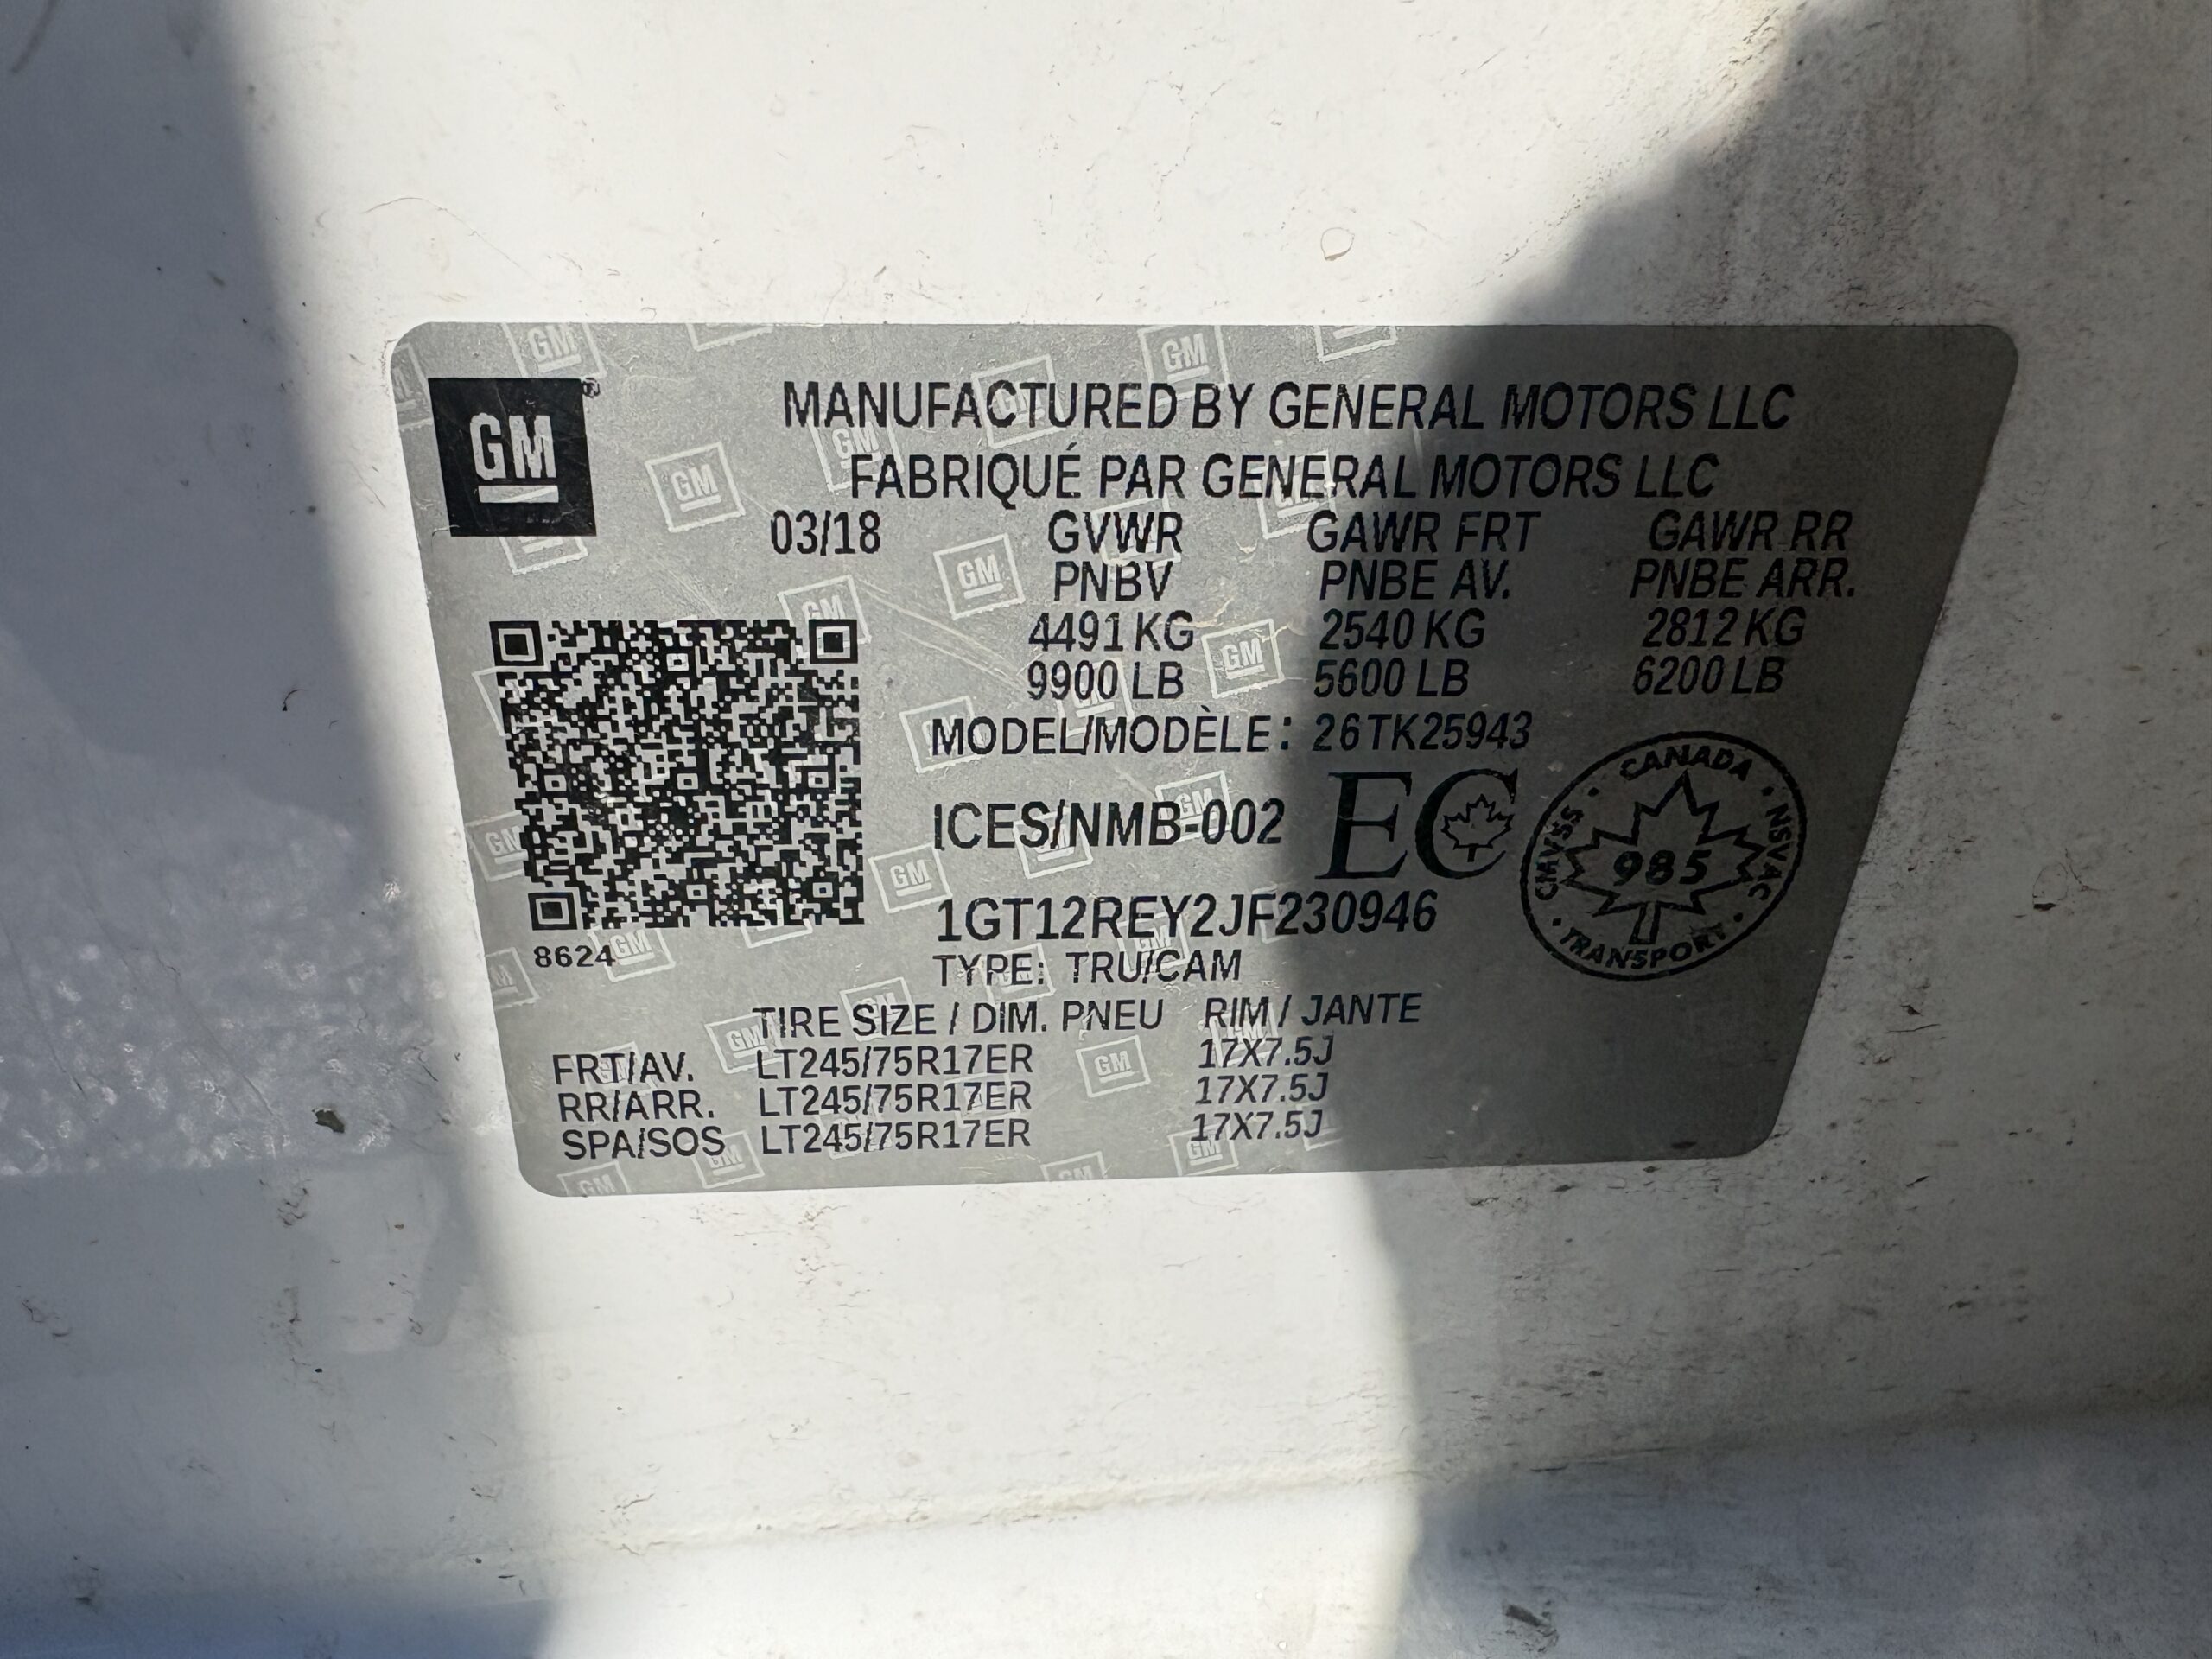 GM
MANUFACTURED BY GENERAL MOTORS LLC
FABRIQUÉ PAR GENERAL MOTORS LLC
03/18 GVWR GAWR FRT GAWR RR
PNBV PNBE AV. PNBE ARR.
4491 KG 2540 KG 2812 KG
9900 LB 5600 LB 6200 LB
MODEL/MODÈLE: 26TK25943
ICES/NMB-002 EC
CANADA
CMVSS 985 NSVAC
TRANSPORT
1GT12REY2JF230946
8624
TYPE: TRU/CAM
TIRE SIZE / DIM. PNEU RIM / JANTE
FRT/AV. LT245/75R17ER 17X7.5J
RR/ARR. LT245/75R17ER 17X7.5J
SPA/SOS LT245/75R17ER 17X7.5J